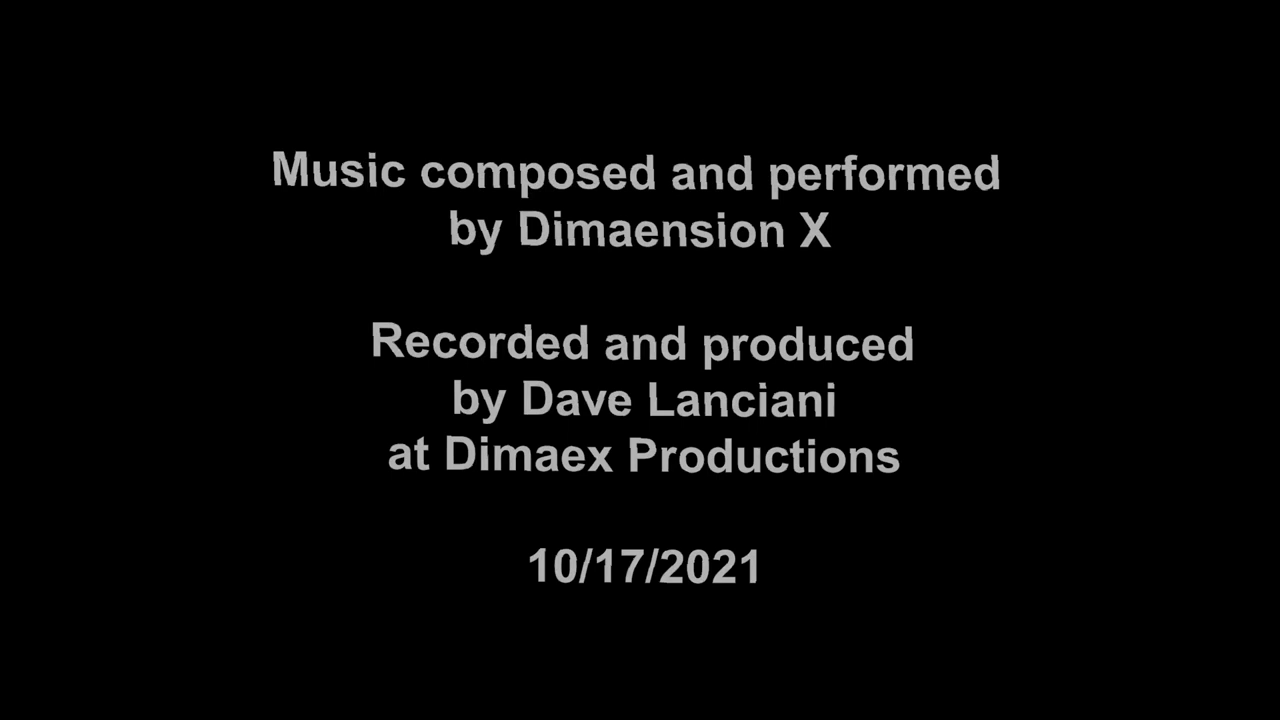 Music composed and performed
by Dimaension X
Recorded and produced
by Dave Lanciani
at Dimaex Productions
10/17/2021